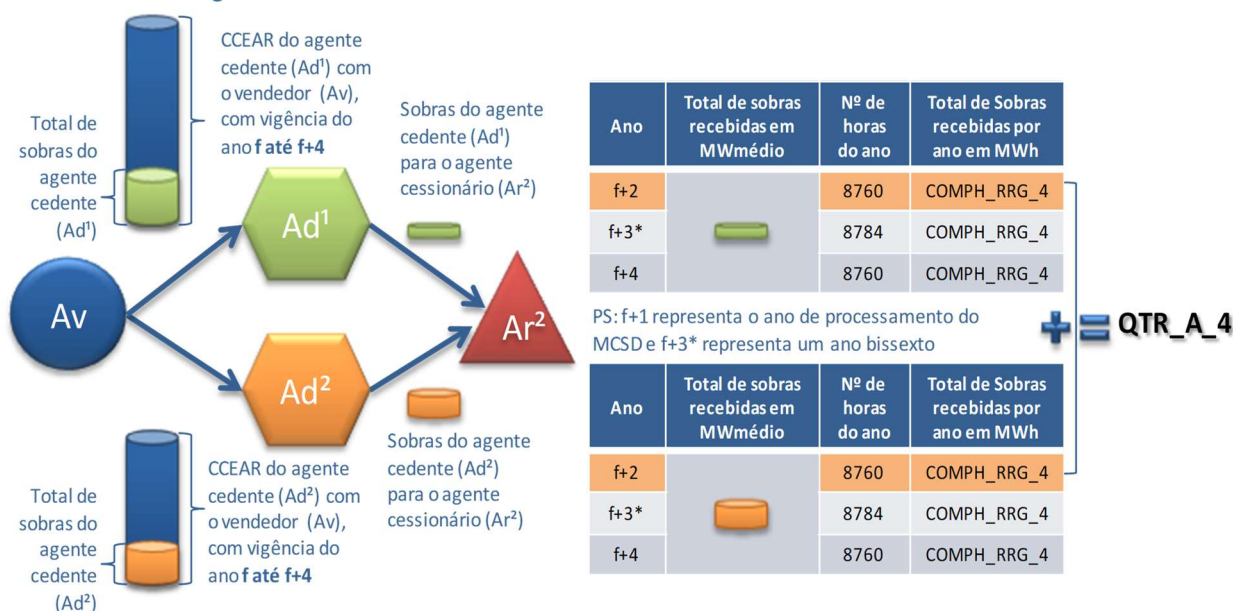 CCEAR do agente
cedente (Ad¹) com
o vendedor (Av),
com vigência do
ano f até f+4
Total de
sobras do
agente
cedente
(Ad¹)
Sobras do agente
cedente (Ad¹)
para o agente
cessionário (Ar²)
Ad¹
Av
Ar²
Ad²
Sobras do agente
cedente (Ad²)
para o agente
cessionário (Ar²)
CCEAR do agente
cedente (Ad²) com
o vendedor (Av),
com vigência do
ano f até f+4
Total de
sobras do
agente
cedente
(Ad²)
Ano Total de sobras recebidas em MWmédio Nº de horas do ano Total de Sobras recebidas por ano em MWh
f+2 8760 COMPH_RRG_4
f+3* 8784 COMPH_RRG_4
f+4 8760 COMPH_RRG_4
PS: f+1 representa o ano de processamento do
MCSD e f+3* representa um ano bissexto
+ = QTR_A_4
Ano Total de sobras recebidas em MWmédio Nº de horas do ano Total de Sobras recebidas por ano em MWh
f+2 8760 COMPH_RRG_4
f+3* 8784 COMPH_RRG_4
f+4 8760 COMPH_RRG_4